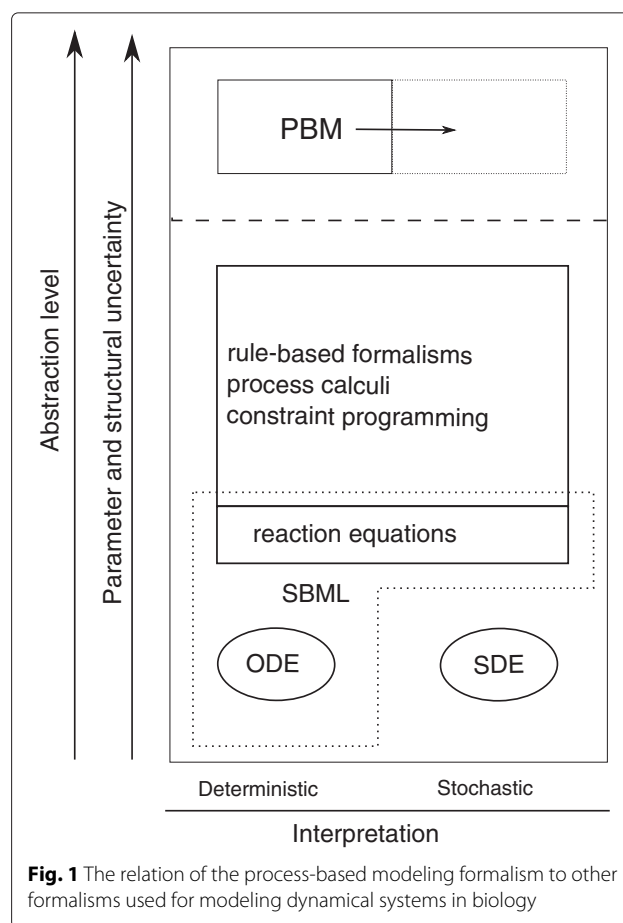 Abstraction level
Parameter and structural uncertainty
PBM
rule-based formalisms
process calculi
constraint programming
reaction equations
SBML
ODE
SDE
Deterministic
Stochastic
Interpretation
Fig. 1 The relation of the process-based modeling formalism to other
formalisms used for modeling dynamical systems in biology